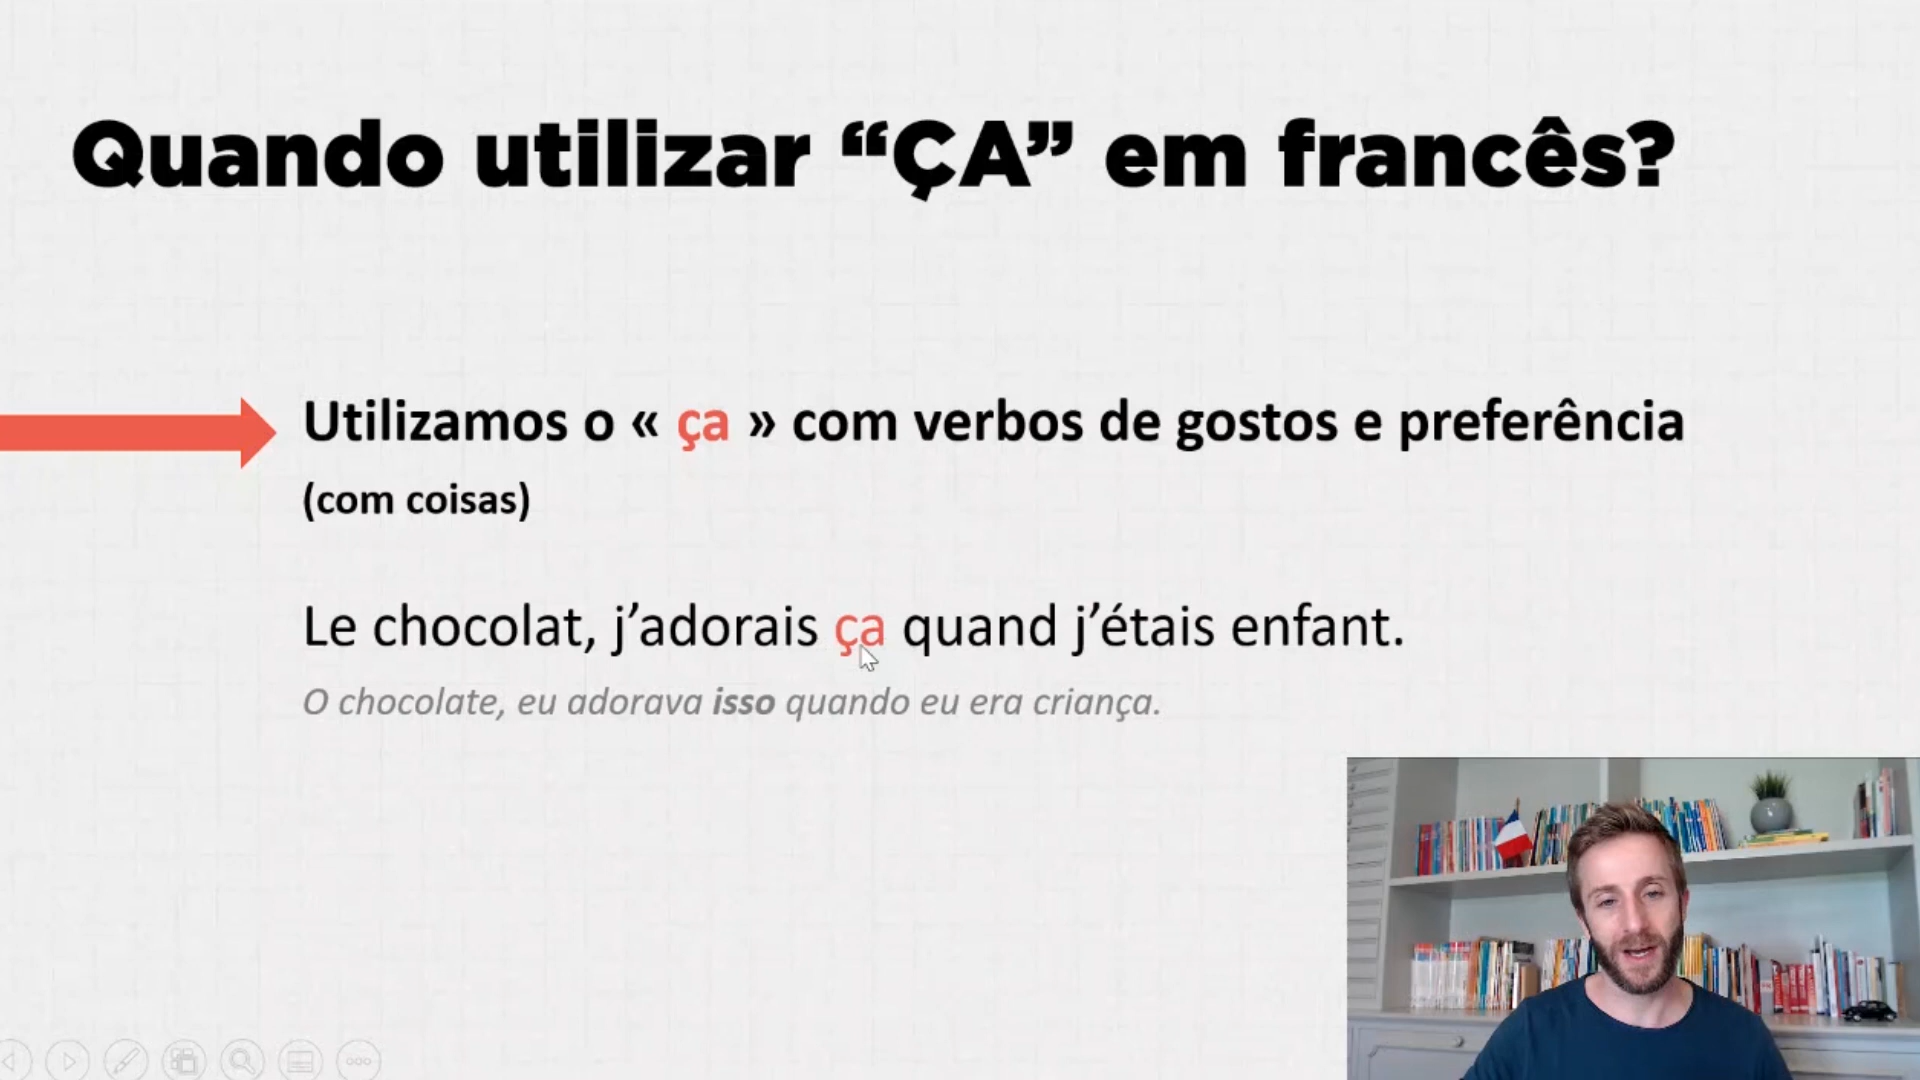 Quando utilizar “ÇA” em francês?
Utilizamos o « ça » com verbos de gostos e preferência
(com coisas)
Le chocolat, j’adorais ça quand j’étais enfant.
O chocolate, eu adorava isso quando eu era criança.